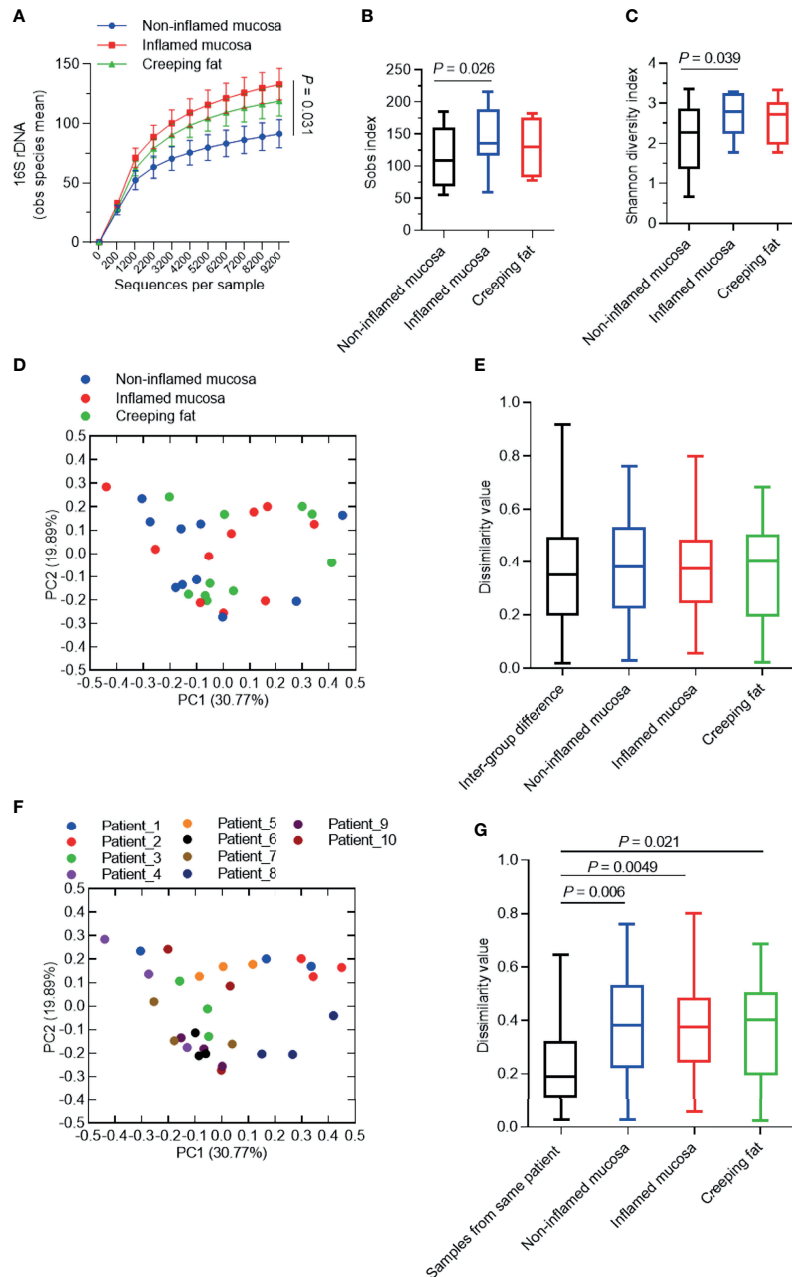 A
Non-inflamed mucosa
Inflamed mucosa
Creeping fat
150
100
50
0
16S rDNA
(obs species mean)
P = 0.031
0 200 1200 2200 3200 4200 5200 6200 7200 8200 9200
Sequences per sample
B
P = 0.026
250
200
150
100
50
0
Sobs index
Non-inflamed mucosa
Inflamed mucosa
Creeping fat
C
P = 0.039
4
3
2
1
0
Shannon diversity index
Non-inflamed mucosa
Inflamed mucosa
Creeping fat
D
Non-inflamed mucosa
Inflamed mucosa
Creeping fat
0.5
0.4
0.3
0.2
0.1
0.0
-0.1
-0.2
-0.3
-0.4
-0.5
PC2 (19.89%)
-0.5 -0.4 -0.3 -0.2 -0.1 0.0 0.1 0.2 0.3 0.4 0.5
PC1 (30.77%)
E
1.0
0.8
0.6
0.4
0.2
0.0
Dissimilarity value
Inter-group difference
Non-inflamed mucosa
Inflamed mucosa
Creeping fat
F
Patient_1 Patient_5 Patient_9
Patient_2 Patient_6 Patient_10
Patient_3 Patient_7
Patient_4 Patient_8
0.5
0.4
0.3
0.2
0.1
0.0
-0.1
-0.2
-0.3
-0.4
-0.5
PC2 (19.89%)
-0.5 -0.4 -0.3 -0.2 -0.1 0.0 0.1 0.2 0.3 0.4 0.5
PC1 (30.77%)
G
P = 0.021
P = 0.0049
P = 0.006
1.0
0.8
0.6
0.4
0.2
0.0
Dissimilarity value
Samples from same patient
Non-inflamed mucosa
Inflamed mucosa
Creeping fat